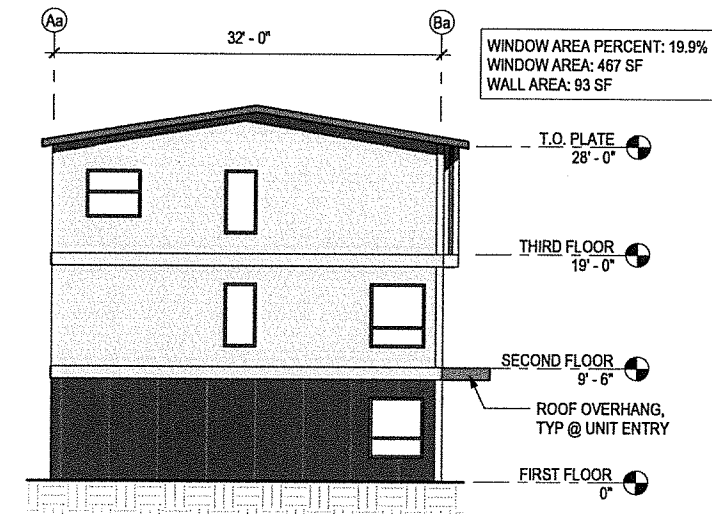 Aa
Ba
32' - 0"
WINDOW AREA PERCENT: 19.9%
WINDOW AREA: 467 SF
WALL AREA: 93 SF
T.O. PLATE
28' - 0"
THIRD FLOOR
19' - 0"
SECOND FLOOR
9' - 6"
ROOF OVERHANG,
TYP @ UNIT ENTRY
FIRST FLOOR
0"